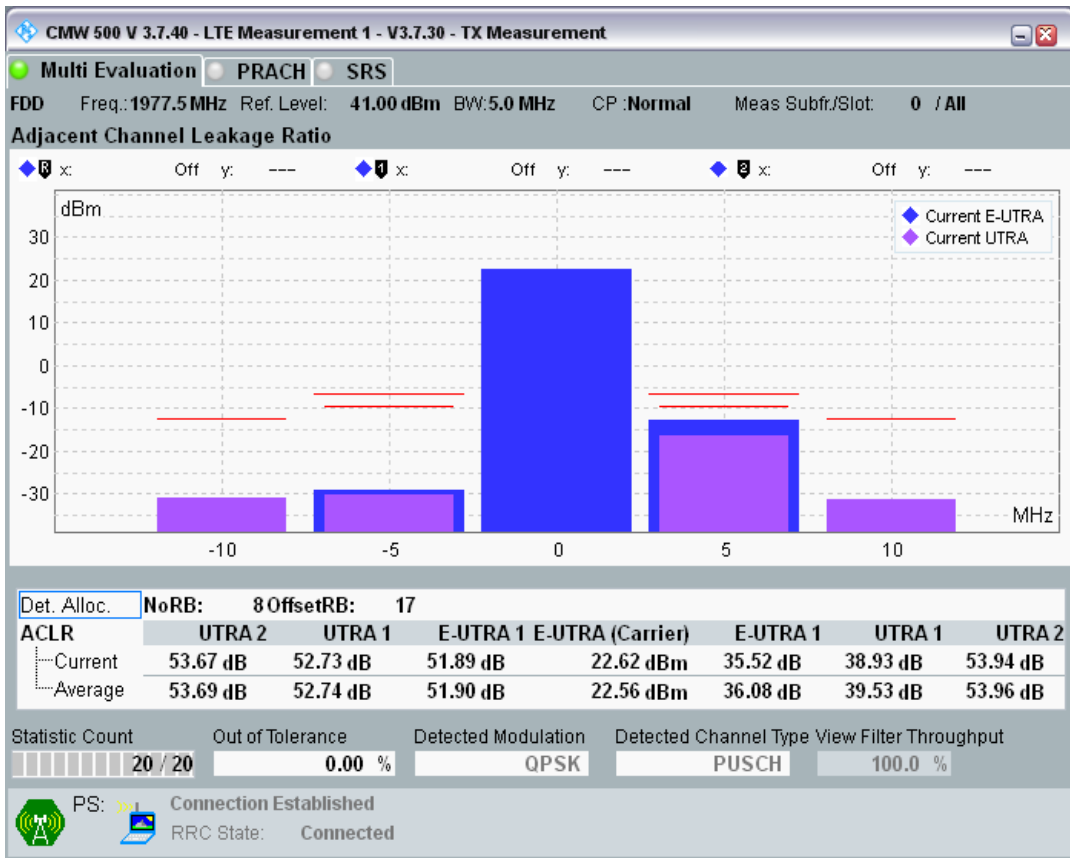 CMW 500 V 3.7.40 - LTE Measurement 1 - V3.7.30 - TX Measurement
Multi Evaluation PRACH SRS
FDD Freq.:1977.5 MHz Ref. Level: 41.00 dBm BW:5.0 MHz CP :Normal Meas Subfr./Slot: 0 / All
Adjacent Channel Leakage Ratio
R x: Off y: --- 1 x: Off y: --- 2 x: Off y: ---
dBm
Current E-UTRA
Current UTRA
30
20
10
0
-10
-20
-30
MHz
-10 -5 0 5 10
Det. Alloc. NoRB: 8 OffsetRB: 17
ACLR UTRA 2 UTRA 1 E-UTRA 1 E-UTRA (Carrier) E-UTRA 1 UTRA 1 UTRA 2
Current 53.67 dB 52.73 dB 51.89 dB 22.62 dBm 35.52 dB 38.93 dB 53.94 dB
Average 53.69 dB 52.74 dB 51.90 dB 22.56 dBm 36.08 dB 39.53 dB 53.96 dB
Statistic Count Out of Tolerance Detected Modulation Detected Channel Type View Filter Throughput
20 / 20 0.00 % QPSK PUSCH 100.0 %
PS: Connection Established
RRC State: Connected